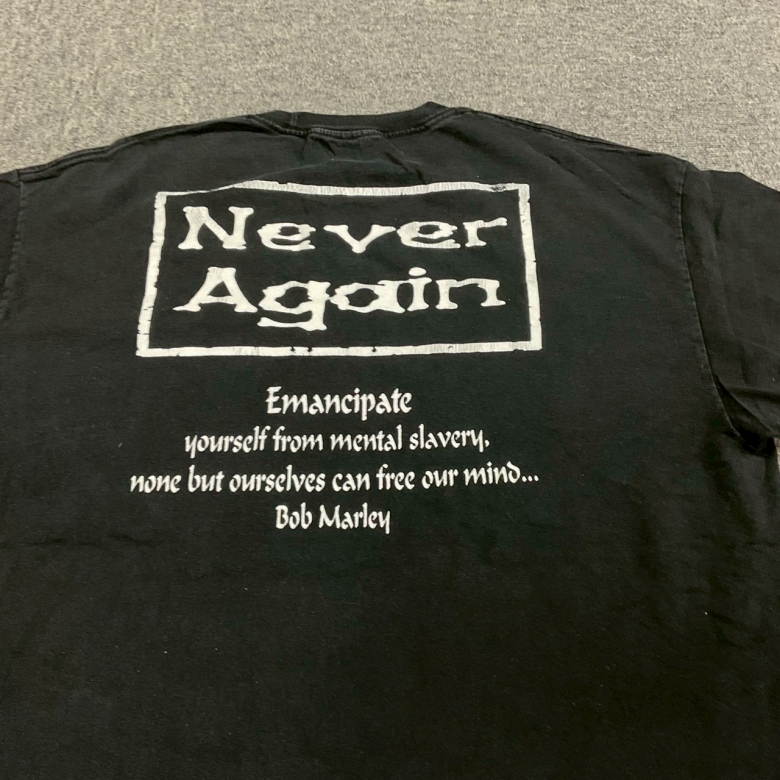 Never
Again
Emancipate
yourself from mental slavery,
none but ourselves can free our mind...
Bob Marley